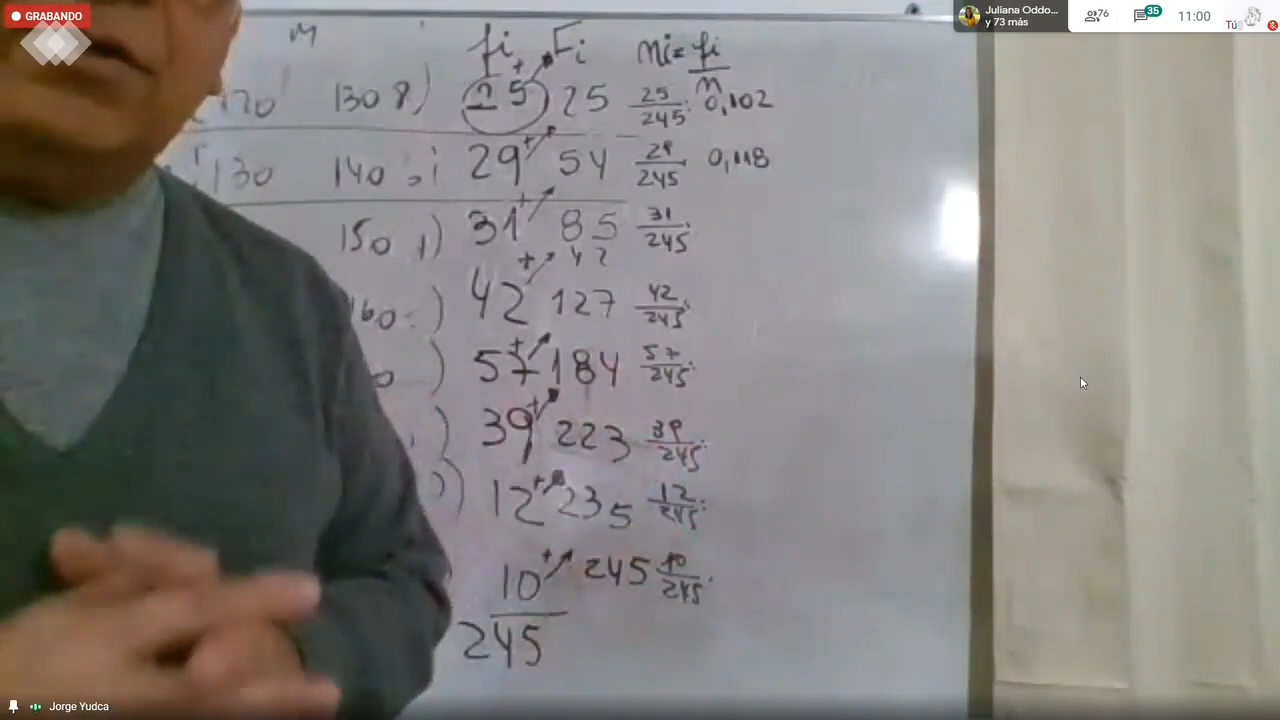 GRABANDO
Juliana Oddo...
y 73 más
76
35
11:00
Tú
fi Fi ni = fi/n
120 130 25 25 25/245 0,102
130 140 29 54 29/245 0,118
150 31 85 31/245
42
160 42 127 42/245
57 184 57/245
39 223 39/245
12 235 12/245
10 245 10/245
245
Jorge Yudca